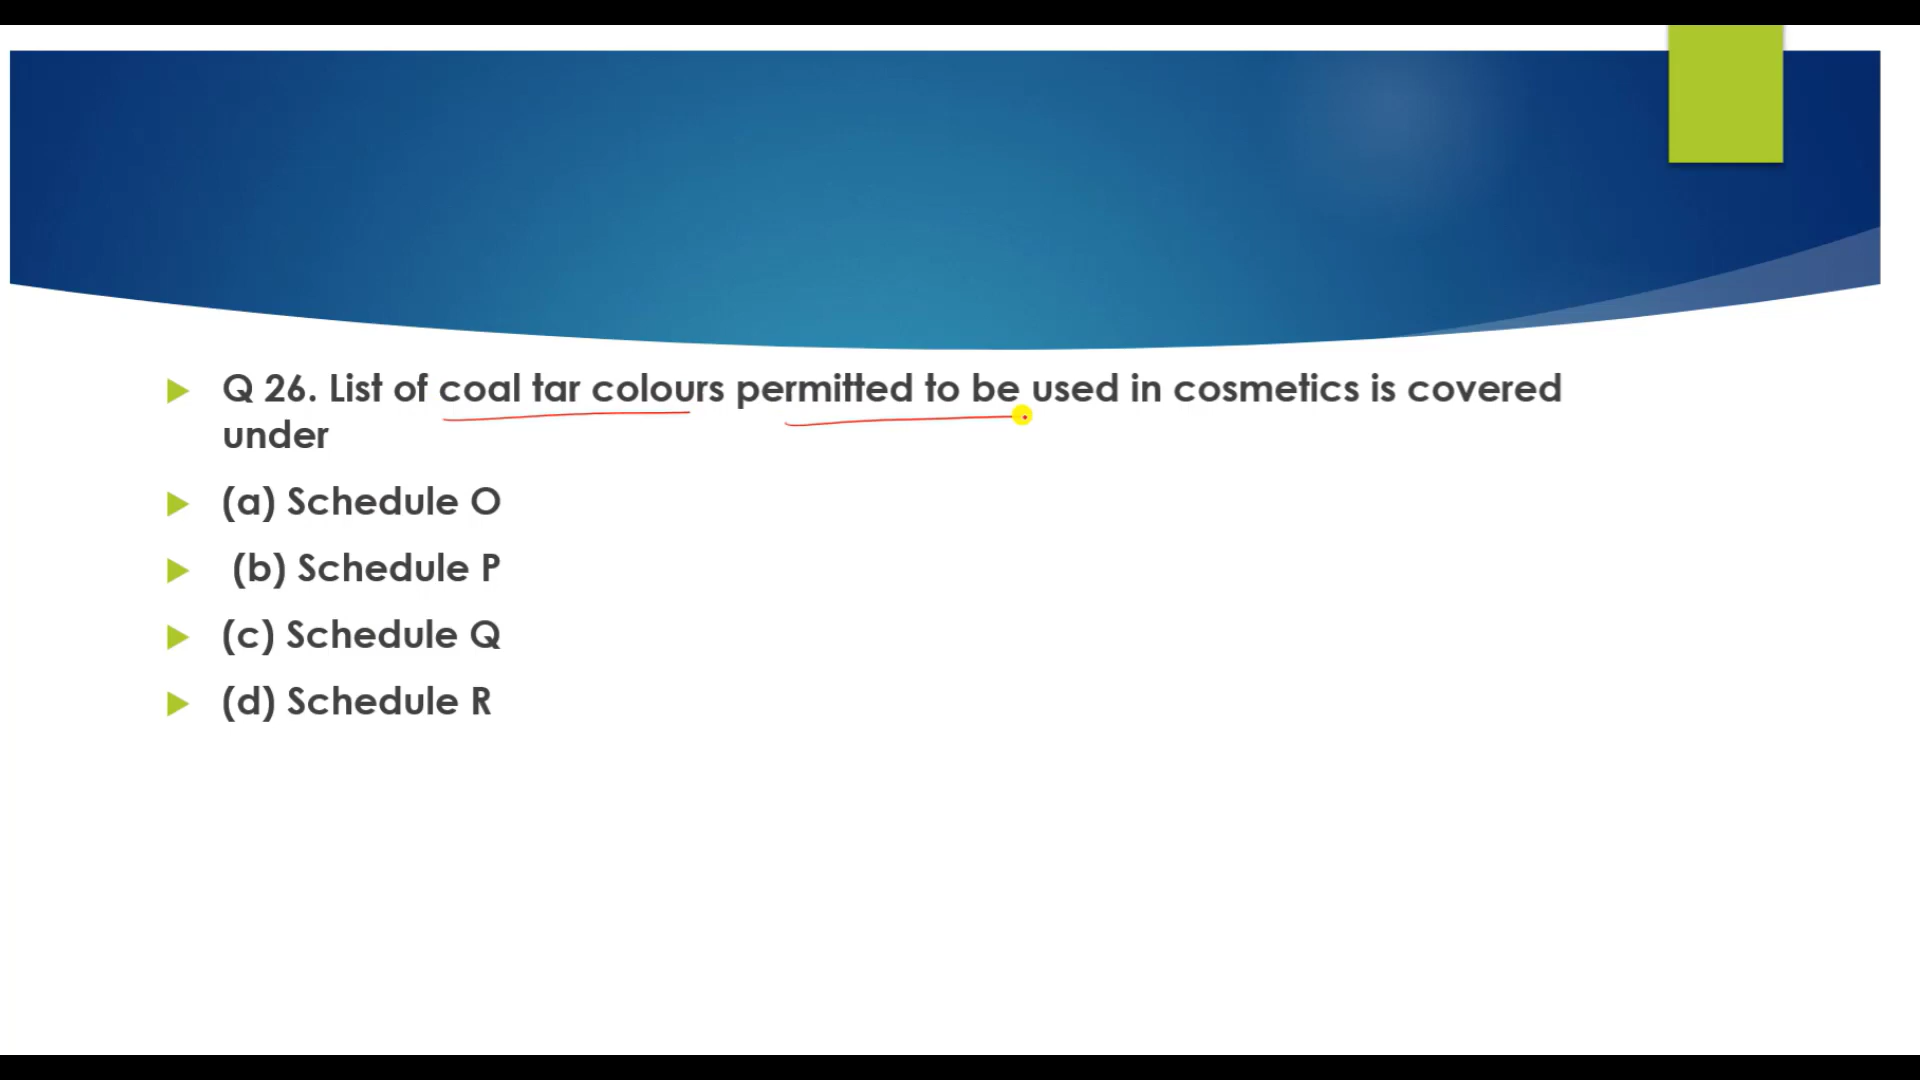 Q 26. List of coal tar colours permitted to be used in cosmetics is covered
under
(a) Schedule O
(b) Schedule P
(c) Schedule Q
(d) Schedule R